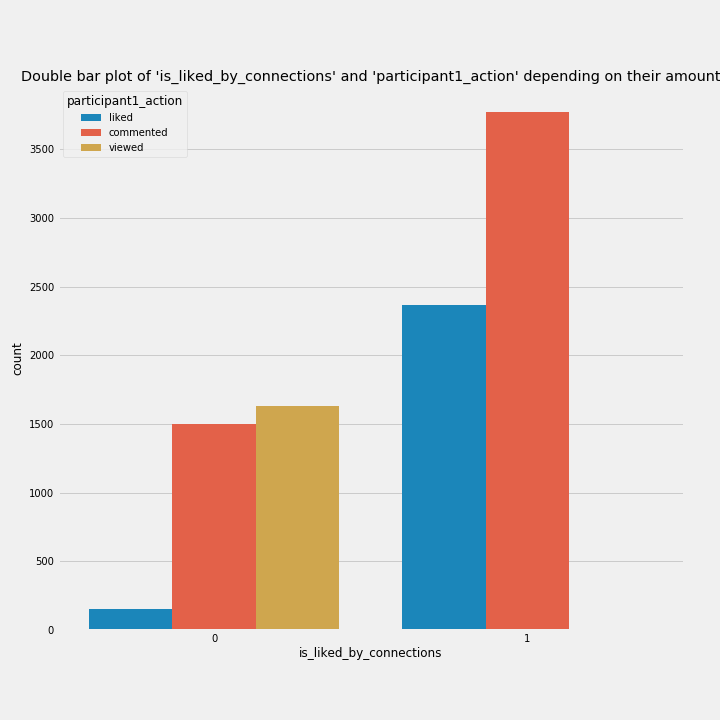 Double bar plot of 'is_liked_by_connections' and 'participant1_action' depending on their amount
participant1_action
liked
commented
viewed
3500
3000
2500
2000
1500
1000
500
0
count
0
1
is_liked_by_connections